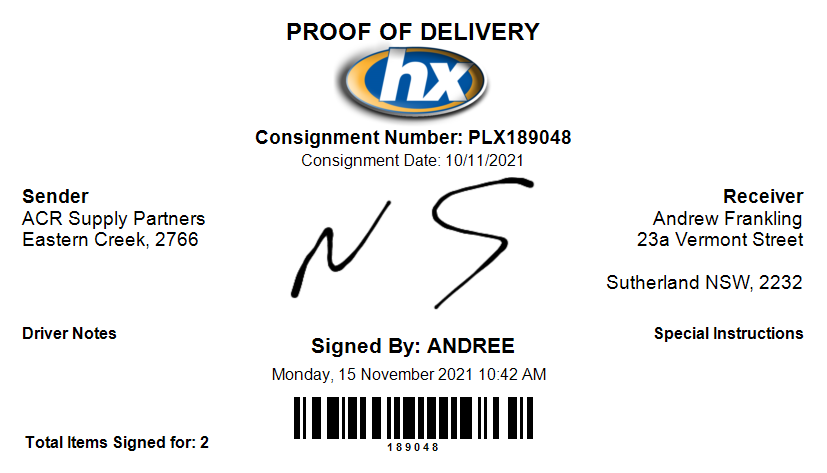 PROOF OF DELIVERY
hx
Consignment Number: PLX189048
Consignment Date: 10/11/2021
Sender
ACR Supply Partners
Eastern Creek, 2766
Receiver
Andrew Frankling
23a Vermont Street
Sutherland NSW, 2232
N S
Driver Notes
Special Instructions
Signed By: ANDREE
Monday, 15 November 2021 10:42 AM
189048
Total Items Signed for: 2